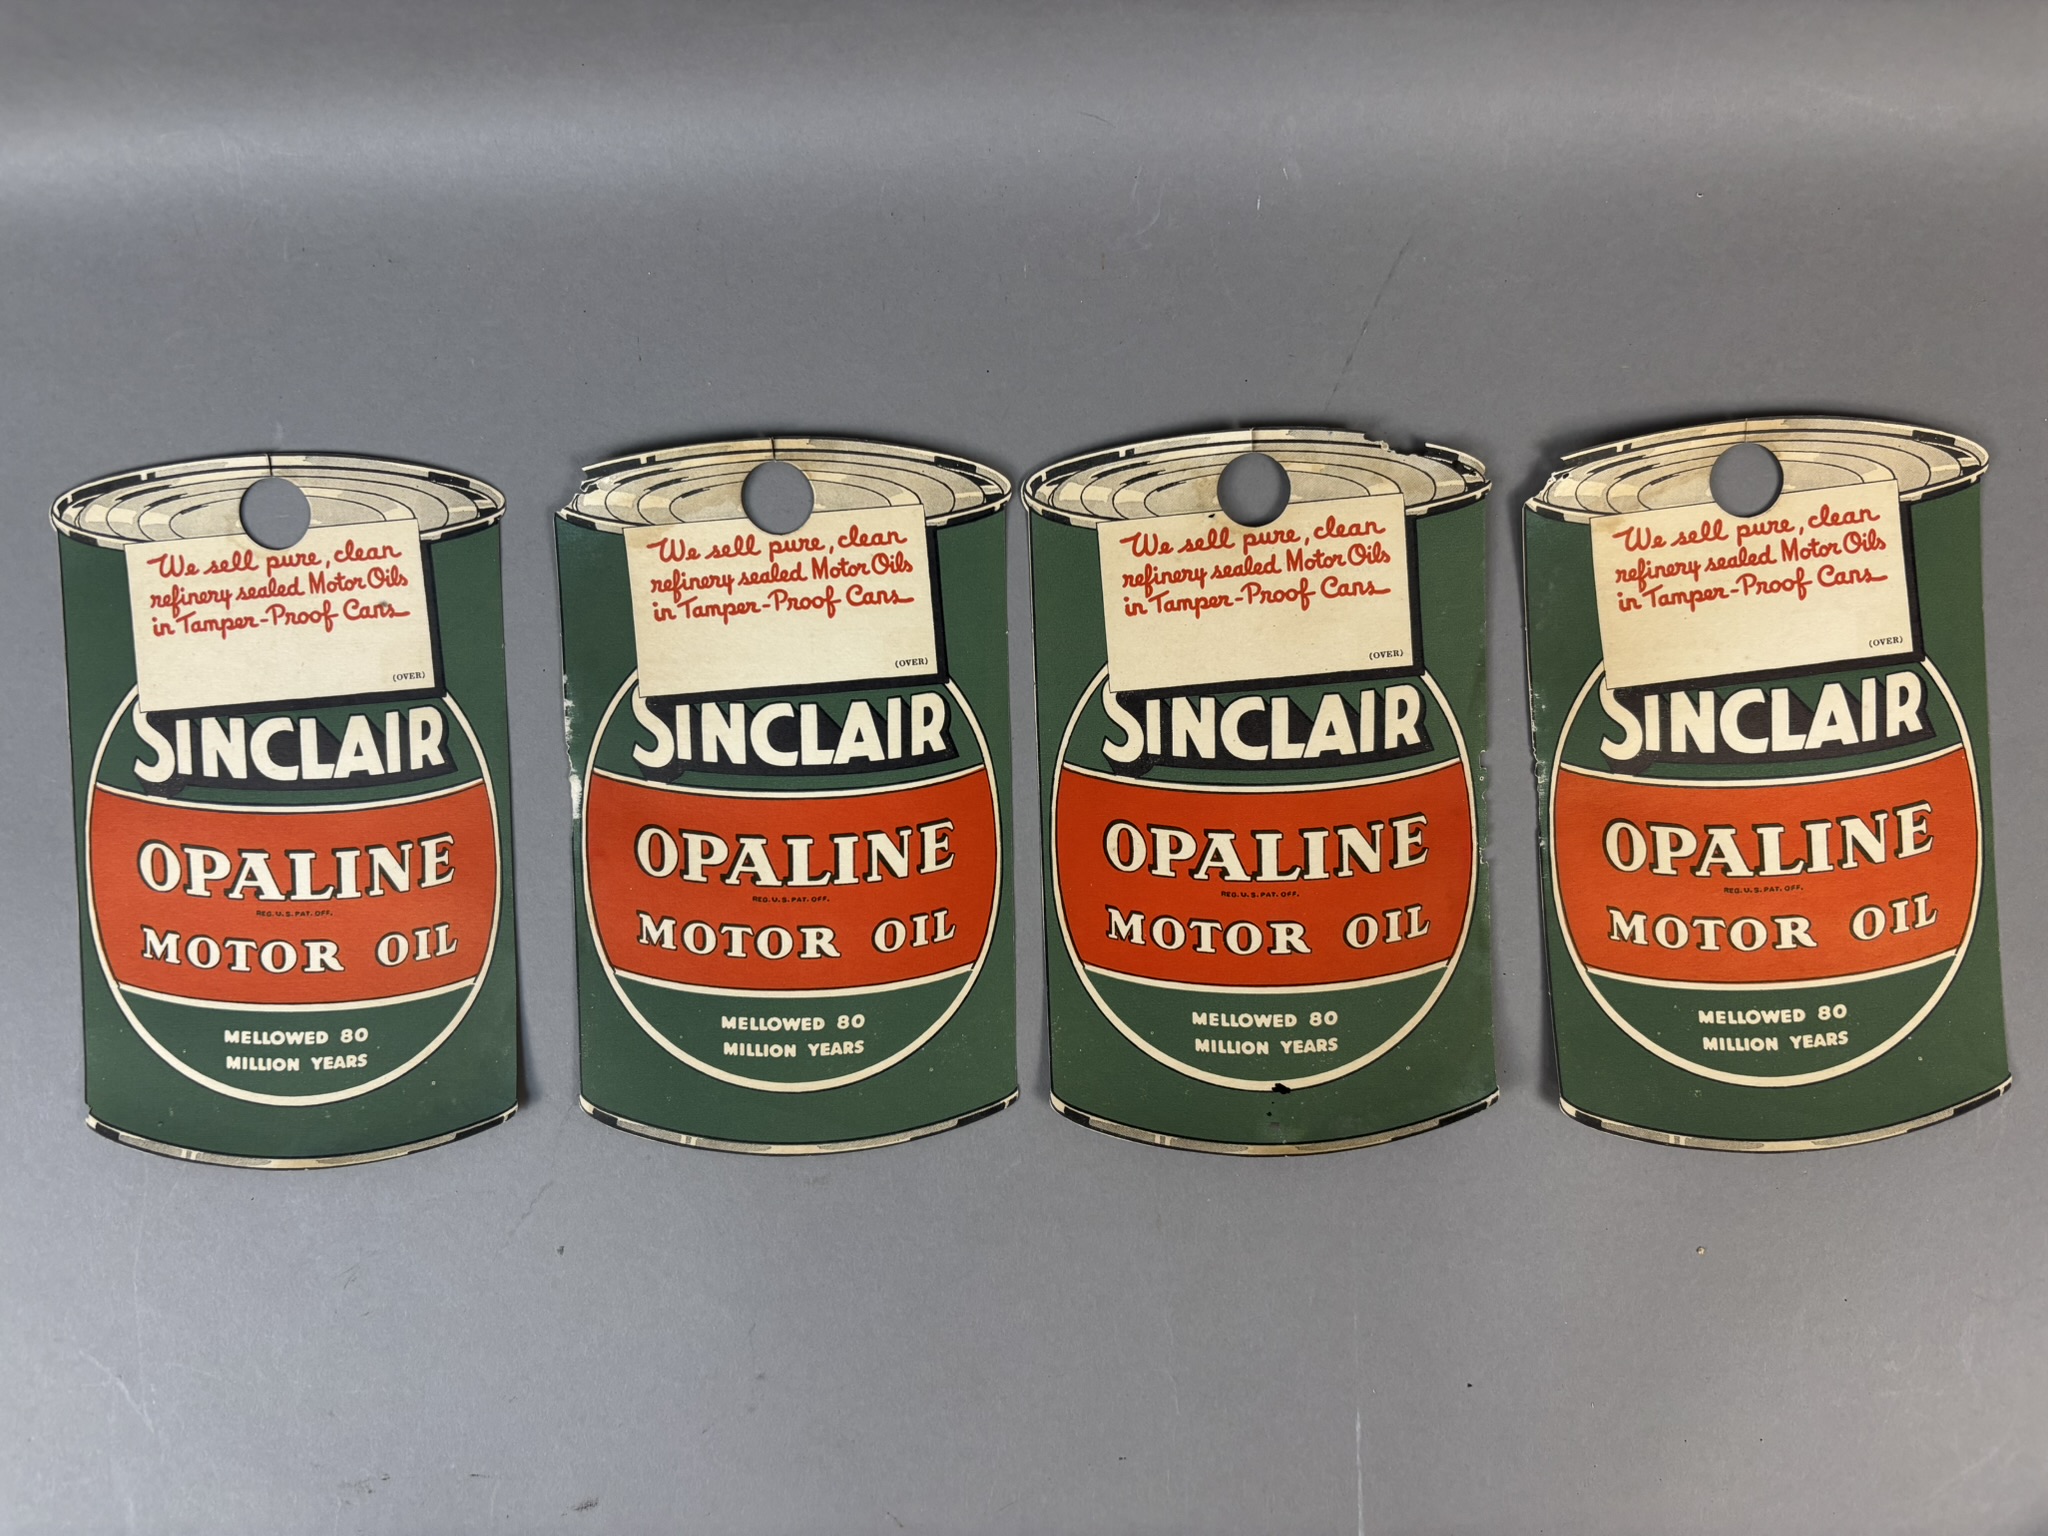 We sell pure, clean
refinery sealed Motor Oils
in Tamper-Proof Cans
(OVER)
SINCLAIR
OPALINE
REG. U. S. PAT. OFF.
MOTOR OIL
MELLOWED 80
MILLION YEARS
We sell pure, clean
refinery sealed Motor Oils
in Tamper-Proof Cans
(OVER)
SINCLAIR
OPALINE
REG. U. S. PAT. OFF.
MOTOR OIL
MELLOWED 80
MILLION YEARS
We sell pure, clean
refinery sealed Motor Oils
in Tamper-Proof Cans
(OVER)
SINCLAIR
OPALINE
REG. U. S. PAT. OFF.
MOTOR OIL
MELLOWED 80
MILLION YEARS
We sell pure, clean
refinery sealed Motor Oils
in Tamper-Proof Cans
(OVER)
SINCLAIR
OPALINE
REG. U. S. PAT. OFF.
MOTOR OIL
MELLOWED 80
MILLION YEARS